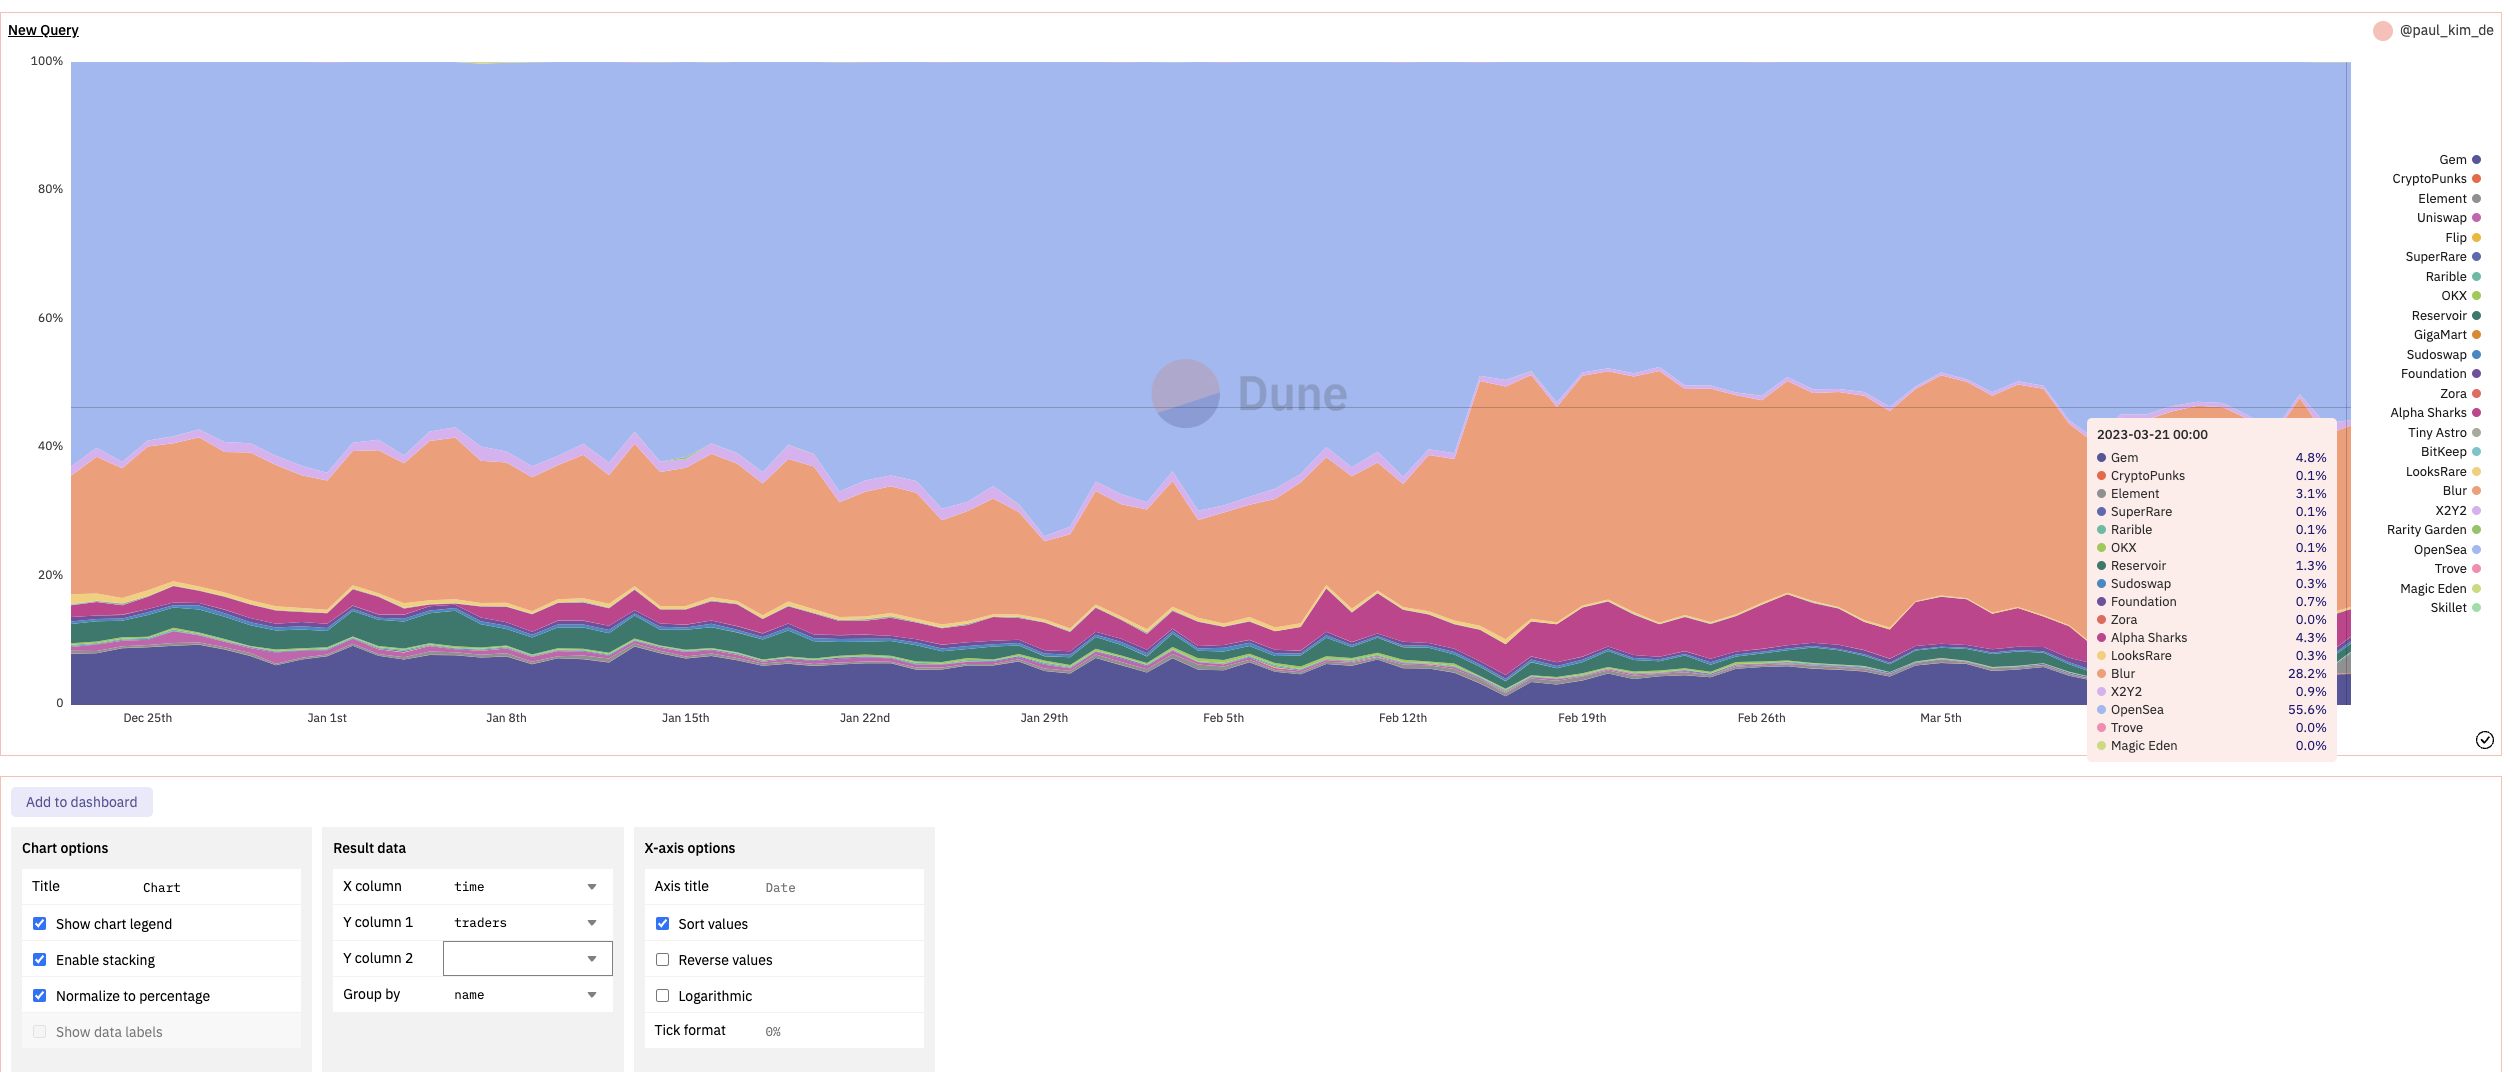 New Query
@paul_kim_de
100%
80%
60%
40%
20%
0
Dune
Dec 25th
Jan 1st
Jan 8th
Jan 15th
Jan 22nd
Jan 29th
Feb 5th
Feb 12th
Feb 19th
Feb 26th
Mar 5th
Gem
CryptoPunks
Element
Uniswap
Flip
SuperRare
Rarible
OKX
Reservoir
GigaMart
Sudoswap
Foundation
Zora
Alpha Sharks
Tiny Astro
BitKeep
LooksRare
Blur
X2Y2
Rarity Garden
OpenSea
Trove
Magic Eden
Skillet
2023-03-21 00:00
Gem 4.8%
CryptoPunks 0.1%
Element 3.1%
SuperRare 0.1%
Rarible 0.1%
OKX 0.1%
Reservoir 1.3%
Sudoswap 0.3%
Foundation 0.7%
Zora 0.0%
Alpha Sharks 4.3%
LooksRare 0.3%
Blur 28.2%
X2Y2 0.9%
OpenSea 55.6%
Trove 0.0%
Magic Eden 0.0%
Add to dashboard
Chart options
Title Chart
Show chart legend
Enable stacking
Normalize to percentage
Show data labels
Result data
X column time
Y column 1 traders
Y column 2
Group by name
X-axis options
Axis title Date
Sort values
Reverse values
Logarithmic
Tick format 0%